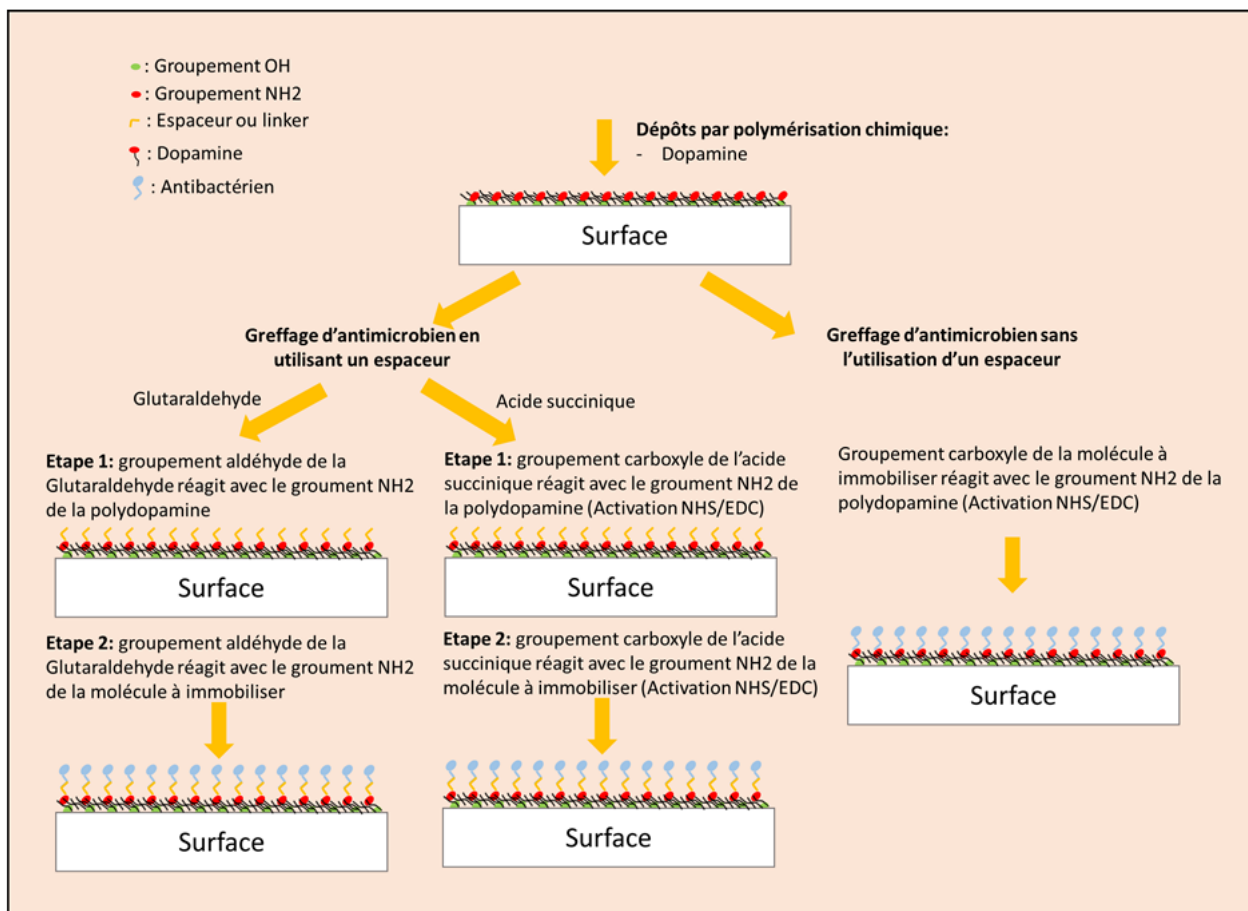 : Groupement OH
: Groupement NH2
: Espaceur ou linker
: Dopamine
: Antibactérien
Dépôts par polymérisation chimique:
- Dopamine
Surface
Greffage d'antimicrobien en
utilisant un espaceur
Greffage d'antimicrobien sans
l'utilisation d'un espaceur
Glutaraldehyde
Acide succinique
Etape 1: groupement aldéhyde de la
Glutaraldehyde réagit avec le groument NH2
de la polydopamine
Surface
Etape 2: groupement aldéhyde de la
Glutaraldehyde réagit avec le groument NH2
de la molécule à immobiliser
Surface
Etape 1: groupement carboxyle de l'acide
succinique réagit avec le groument NH2 de
la polydopamine (Activation NHS/EDC)
Surface
Etape 2: groupement carboxyle de l'acide
succinique réagit avec le groument NH2 de la
molécule à immobiliser (Activation NHS/EDC)
Surface
Groupement carboxyle de la molécule à
immobiliser réagit avec le groument NH2 de la
polydopamine (Activation NHS/EDC)
Surface